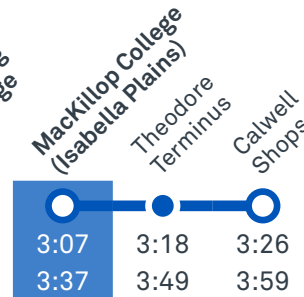 MacKillop College
(Isabella Plains)
Theodore
Terminus
Calwell
Shops
3:07 3:18 3:26
3:37 3:49 3:59